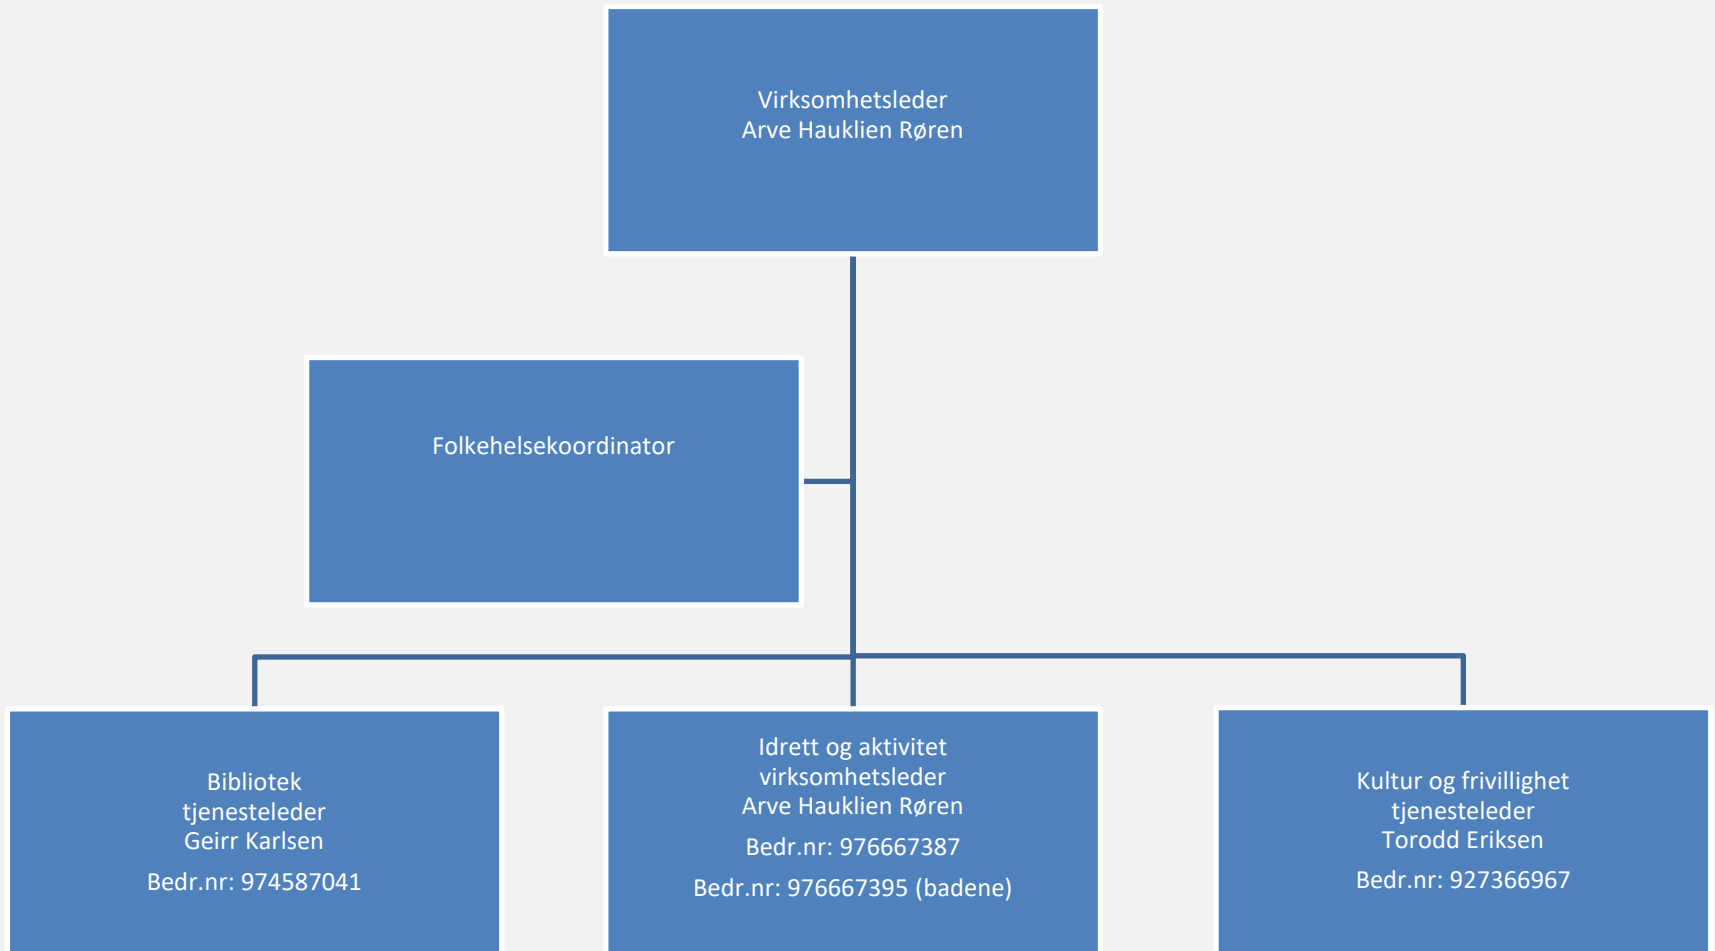 Virksomhetsleder
Arve Hauklien Røren
Folkehelsekoordinator
Bibliotek
tjenesteleder
Geirr Karlsen
Bedr.nr: 974587041
Idrett og aktivitet
virksomhetsleder
Arve Hauklien Røren
Bedr.nr: 976667387
Bedr.nr: 976667395 (badene)
Kultur og frivillighet
tjenesteleder
Torodd Eriksen
Bedr.nr: 927366967